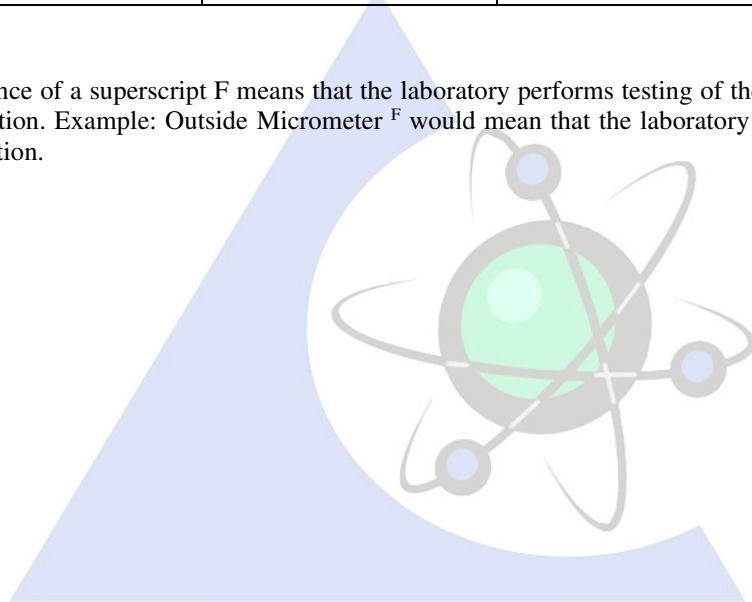 nce of a superscript F means that the laboratory performs testing of the
tion. Example: Outside Micrometer F would mean that the laboratory
tion.